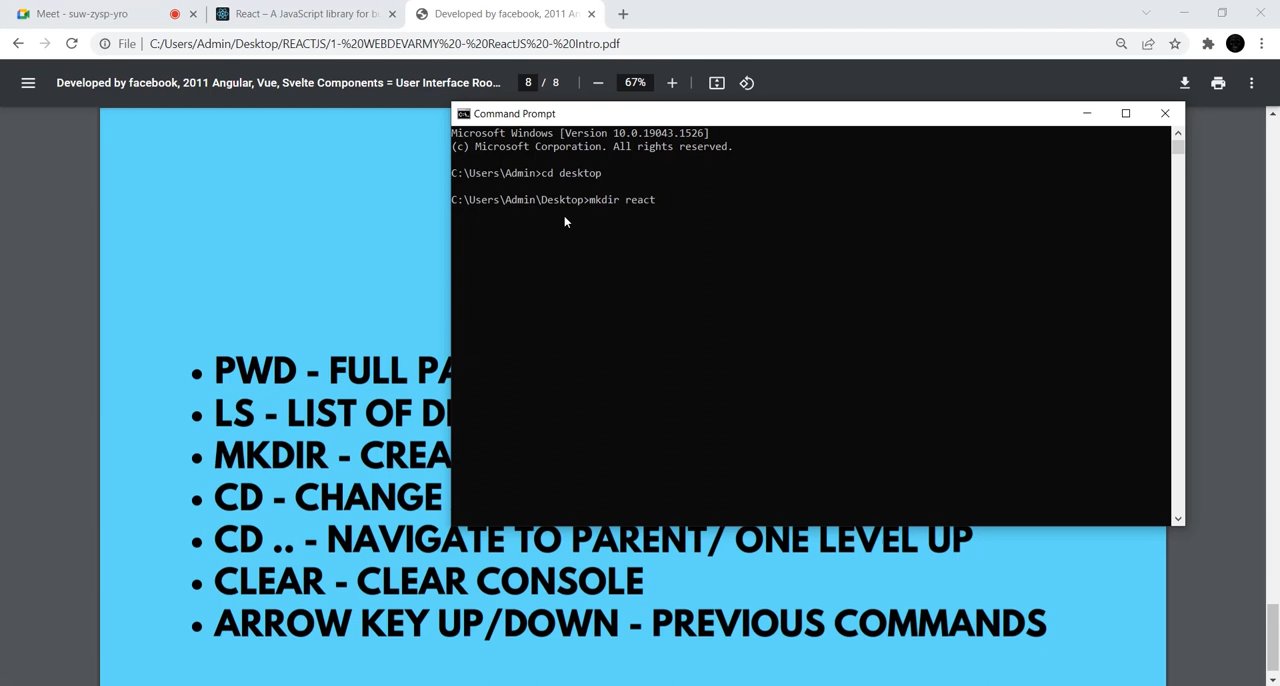 Meet - suw-zysp-yro
React – A JavaScript library for b
Developed by facebook, 2011 An
File | C:/Users/Admin/Desktop/REACTJS/1-%20WEBDEVARMY%20-%20ReactJS%20-%20Intro.pdf
Developed by facebook, 2011 Angular, Vue, Svelte Components = User Interface Roo...
8 / 8
67%
Command Prompt
Microsoft Windows [Version 10.0.19043.1526]
(c) Microsoft Corporation. All rights reserved.
C:\Users\Admin>cd desktop
C:\Users\Admin\Desktop>mkdir react
• PWD - FULL PA
• LS - LIST OF D
• MKDIR - CREA
• CD - CHANGE
• CD .. - NAVIGATE TO PARENT/ ONE LEVEL UP
• CLEAR - CLEAR CONSOLE
• ARROW KEY UP/DOWN - PREVIOUS COMMANDS